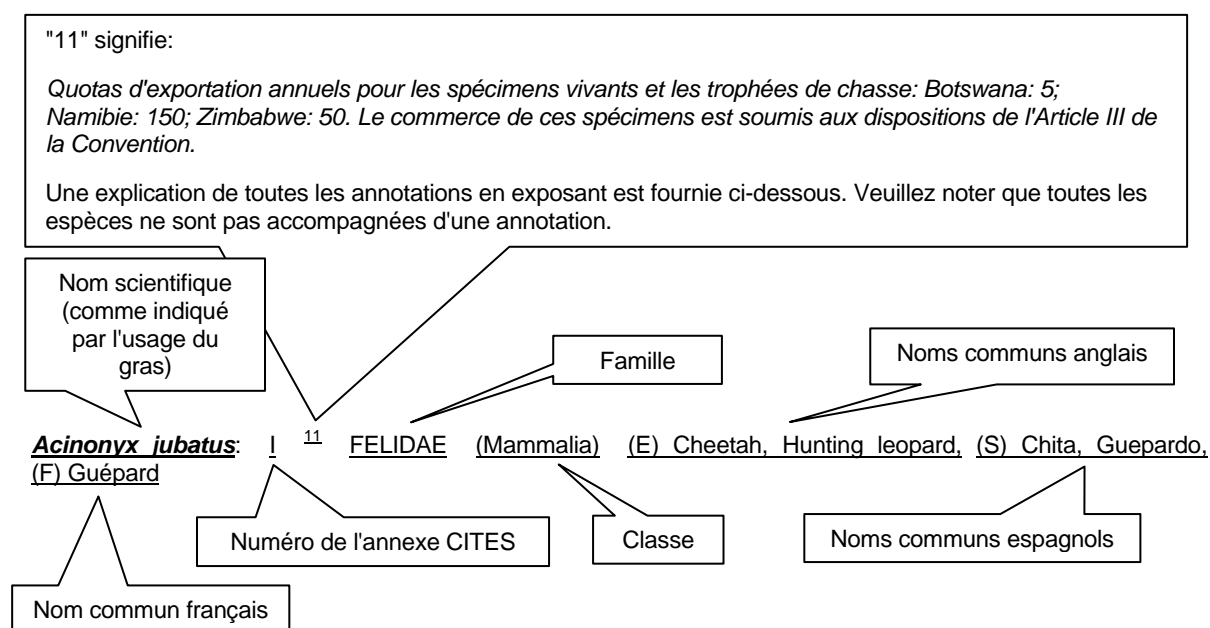 "11" signifie:
Quotas d'exportation annuels pour les spécimens vivants et les trophées de chasse: Botswana: 5;
Namibie: 150; Zimbabwe: 50. Le commerce de ces spécimens est soumis aux dispositions de l'Article III de
la Convention.
Une explication de toutes les annotations en exposant est fournie ci-dessous. Veuillez noter que toutes les
espèces ne sont pas accompagnées d'une annotation.
Nom scientifique
(comme indiqué
par l'usage du
gras)
Famille
Noms communs anglais
Acinonyx jubatus: I 11 FELIDAE (Mammalia) (E) Cheetah, Hunting leopard, (S) Chita, Guepardo,
(F) Guépard
Numéro de l'annexe CITES
Classe
Noms communs espagnols
Nom commun français